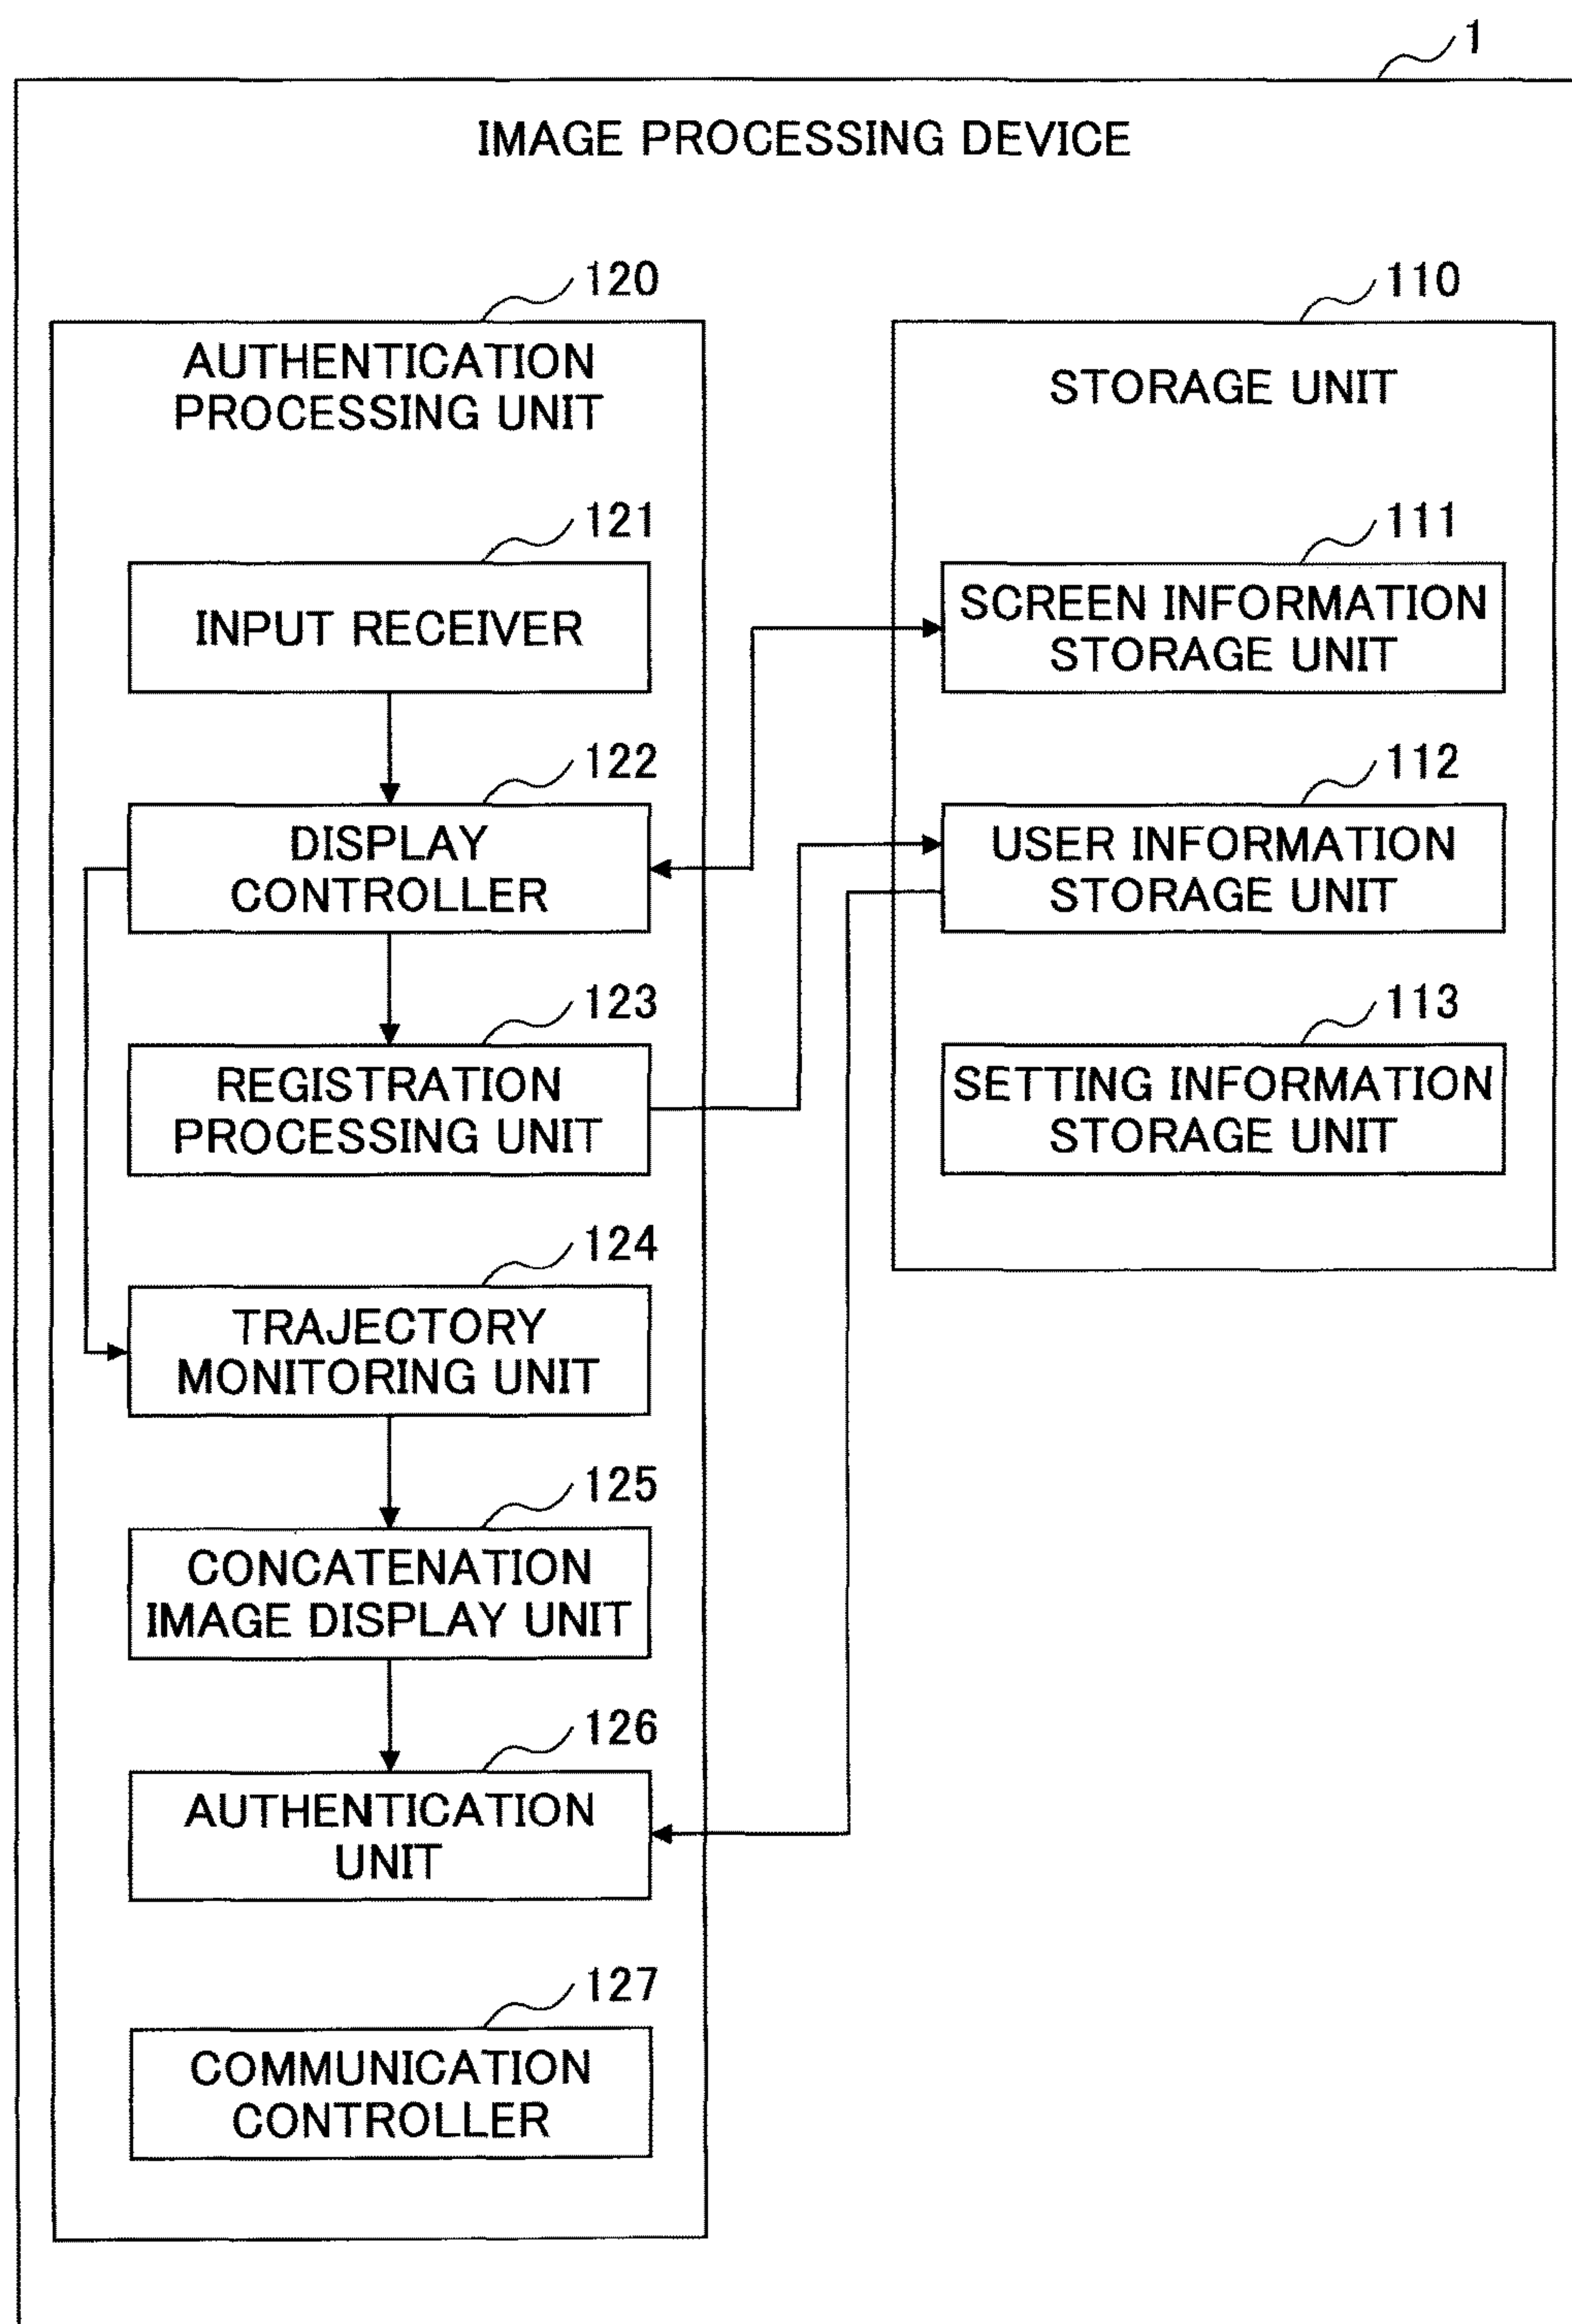 1
IMAGE PROCESSING DEVICE
120
AUTHENTICATION
PROCESSING UNIT
121
INPUT RECEIVER
122
DISPLAY
CONTROLLER
123
REGISTRATION
PROCESSING UNIT
124
TRAJECTORY
MONITORING UNIT
125
CONCATENATION
IMAGE DISPLAY UNIT
126
AUTHENTICATION
UNIT
127
COMMUNICATION
CONTROLLER
110
STORAGE UNIT
111
SCREEN INFORMATION
STORAGE UNIT
112
USER INFORMATION
STORAGE UNIT
113
SETTING INFORMATION
STORAGE UNIT